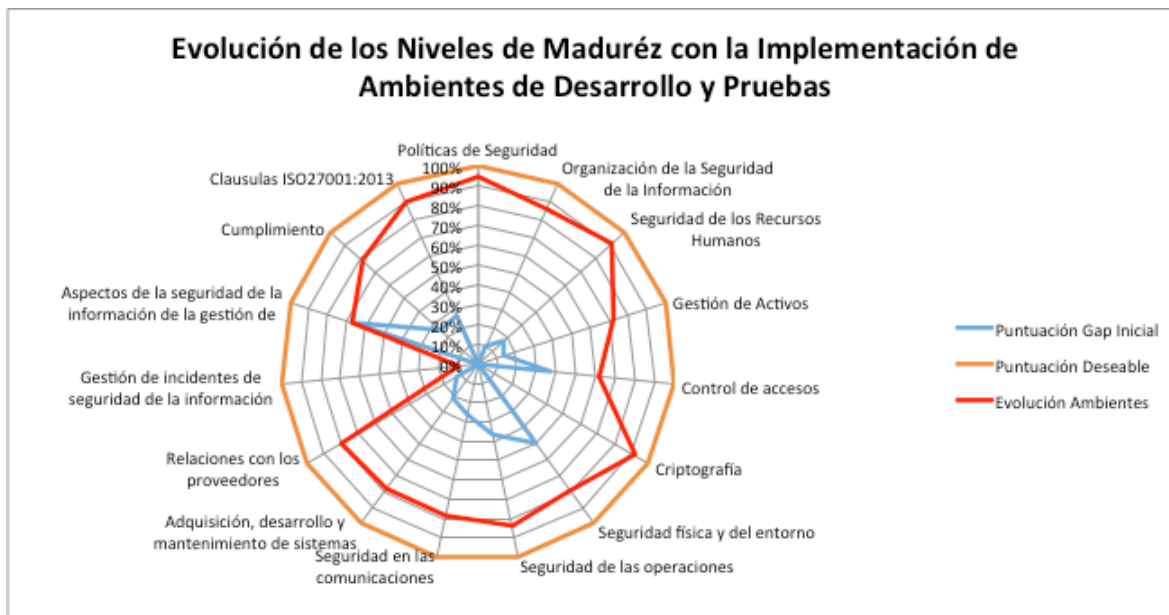 Evolución de los Niveles de Maduréz con la Implementación de
Ambientes de Desarrollo y Pruebas
Políticas de Seguridad
Organización de la Seguridad
de la Información
Seguridad de los Recursos
Humanos
Gestión de Activos
Control de accesos
Criptografía
Seguridad física y del entorno
Seguridad de las operaciones
Seguridad en las
comunicaciones
Adquisición, desarrollo y
mantenimiento de sistemas
Relaciones con los
proveedores
Gestión de incidentes de
seguridad de la información
Aspectos de la seguridad de la
información de la gestión de
Cumplimiento
Clausulas ISO27001:2013
100%
90%
80%
70%
60%
50%
40%
30%
20%
10%
0%
Puntuación Gap Inicial
Puntuación Deseable
Evolución Ambientes